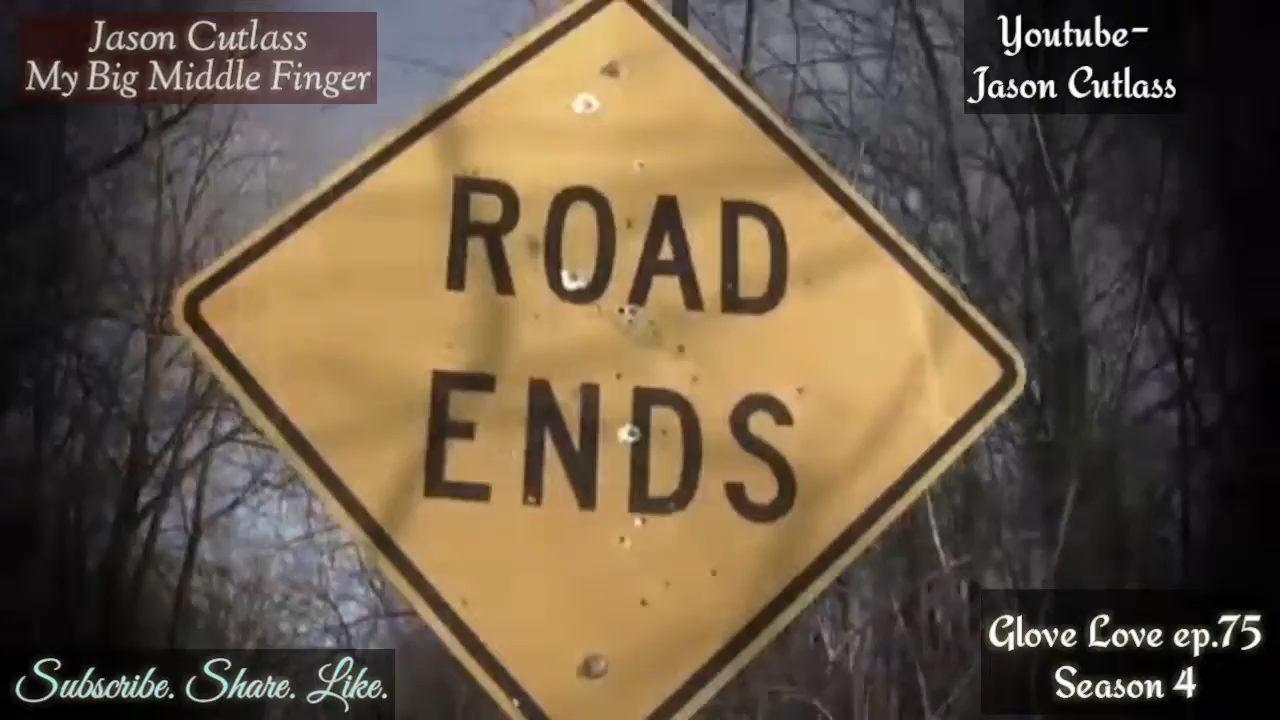 Jason Cutlass
My Big Middle Finger
Youtube-
Jason Cutlass
ROAD
ENDS
Subscribe. Share. Like.
Glove Love ep.75
Season 4